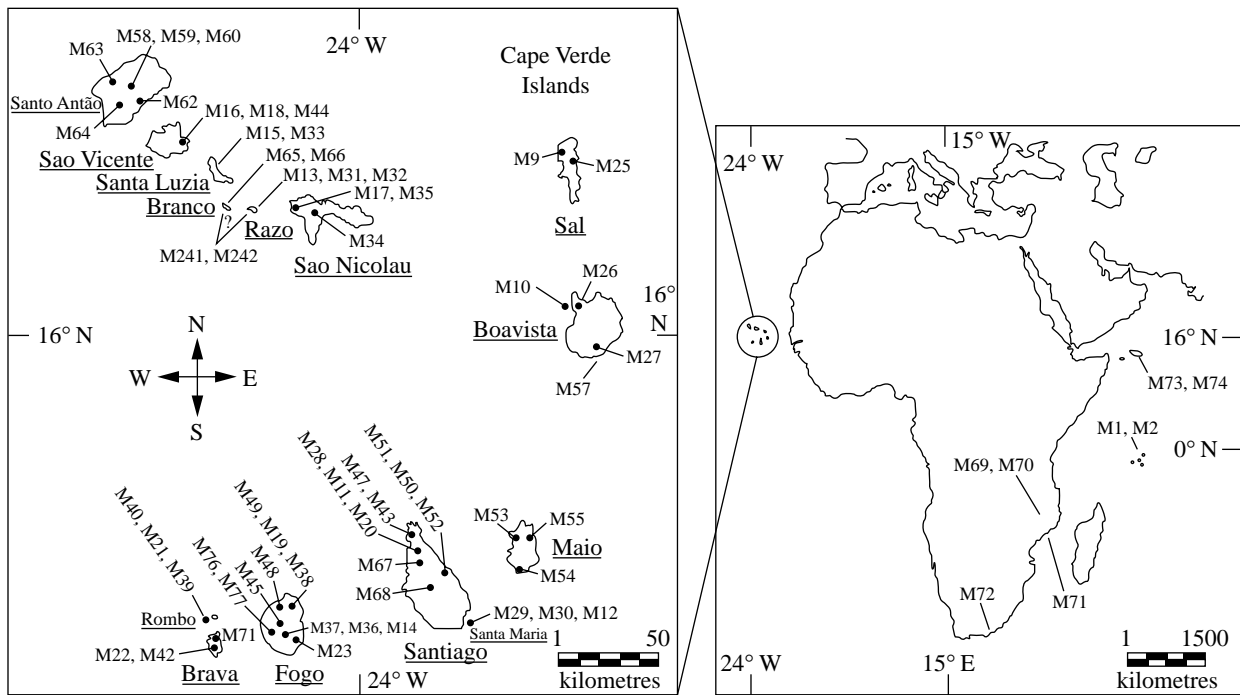 24° W
Cape Verde
Islands
M63
M58, M59, M60
Santo Antão
M62
M64
M16, M18, M44
Sao Vicente
M15, M33
M65, M66
Santa Luzia
M13, M31, M32
Branco
M17, M35
?
Razo
M34
M241, M242
Sao Nicolau
M9
M25
Sal
M10
M26
16°
N
Boavista
16° N
M27
M57
N
W
E
S
M40, M21, M39
M76, M77
M45
M48
M49, M19, M38
M28, M11, M20
M47, M43
M51, M50, M52
M53
M55
Maio
M54
M67
M68
Rombo
M71
M22, M42
Brava
M37, M36, M14
M23
Fogo
M29, M30, M12
Santa Maria
Santiago
24° W
1
50
kilometres
24° W
15° W
16° N
M73, M74
M1, M2
0° N
M69, M70
M72
M71
24° W
15° E
1
1500
kilometres